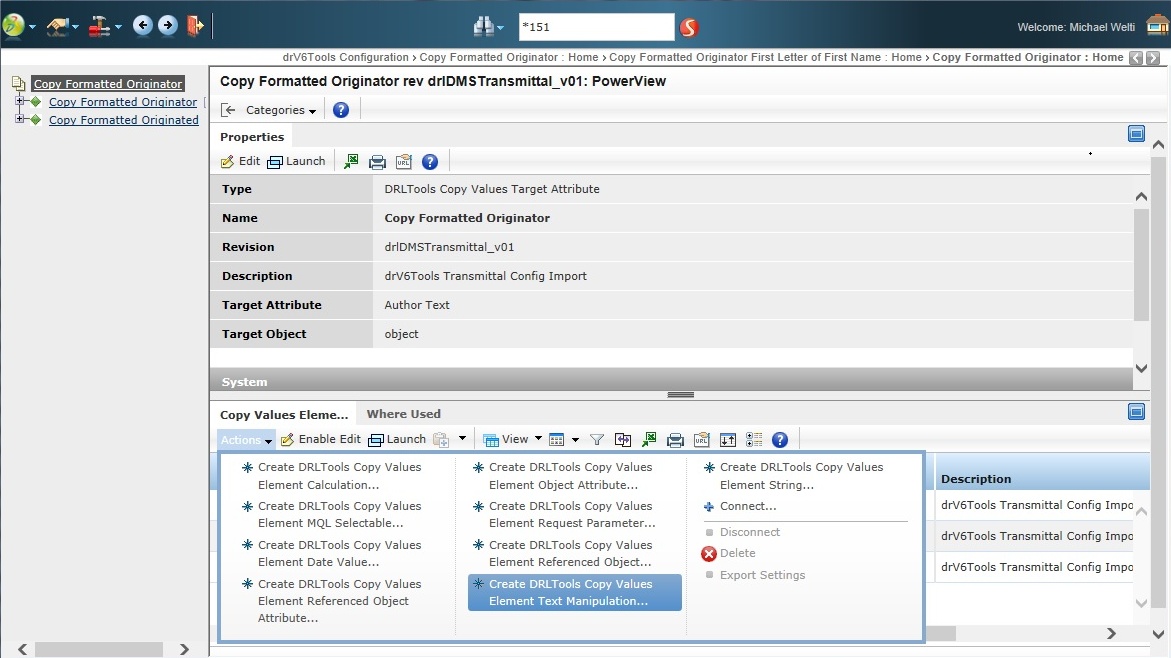 *151
Welcome: Michael Welti
drV6Tools Configuration › Copy Formatted Originator : Home › Copy Formatted Originator First Letter of First Name : Home › Copy Formatted Originator : Home
Copy Formatted Originator
Copy Formatted Originator
Copy Formatted Originated
Copy Formatted Originator rev drlDMSTransmittal_v01: PowerView
Categories
Properties
Edit Launch
Type DRLTools Copy Values Target Attribute
Name Copy Formatted Originator
Revision drlDMSTransmittal_v01
Description drV6Tools Transmittal Config Import
Target Attribute Author Text
Target Object object
System
Copy Values Eleme... Where Used
Actions Enable Edit Launch View
Create DRLTools Copy Values
Element Calculation...
Create DRLTools Copy Values
Element MQL Selectable...
Create DRLTools Copy Values
Element Date Value...
Create DRLTools Copy Values
Element Referenced Object
Attribute...
Create DRLTools Copy Values
Element Object Attribute...
Create DRLTools Copy Values
Element Request Parameter...
Create DRLTools Copy Values
Element Referenced Object...
Create DRLTools Copy Values
Element Text Manipulation...
Create DRLTools Copy Values
Element String...
Connect...
Disconnect
Delete
Export Settings
Description
drV6Tools Transmittal Config Impo
drV6Tools Transmittal Config Impo
drV6Tools Transmittal Config Impo